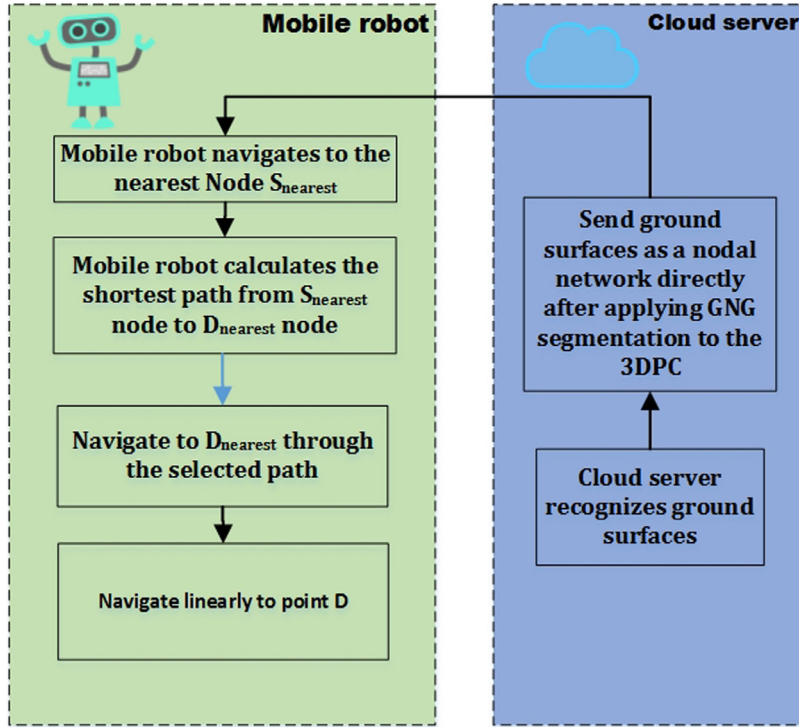 Mobile robot
Mobile robot navigates to the
nearest Node Snearest
Mobile robot calculates the
shortest path from Snearest
node to Dnearest node
Navigate to Dnearest through
the selected path
Navigate linearly to point D
Cloud server
Send ground
surfaces as a nodal
network directly
after applying GNG
segmentation to the
3DPC
Cloud server
recognizes ground
surfaces